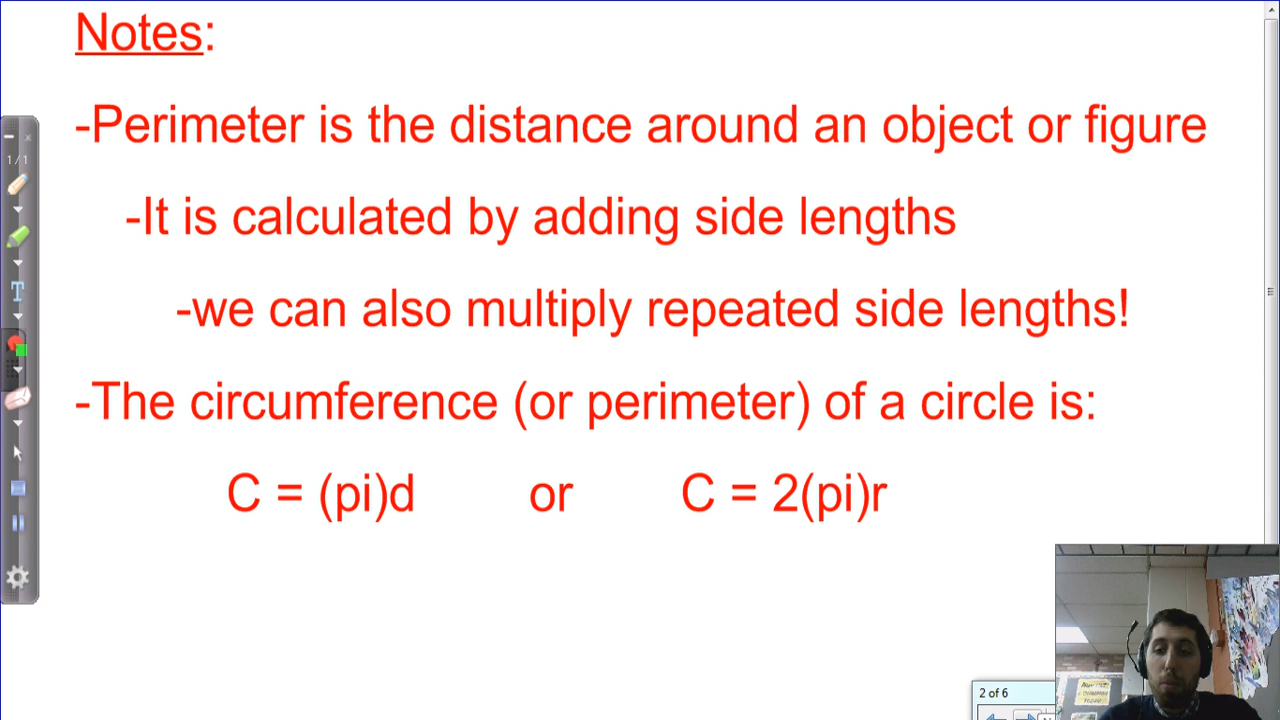 Notes:
-Perimeter is the distance around an object or figure
1/1
-It is calculated by adding side lengths
T
-we can also multiply repeated side lengths!
-The circumference (or perimeter) of a circle is:
C = (pi)d or C = 2(pi)r
2 of 6